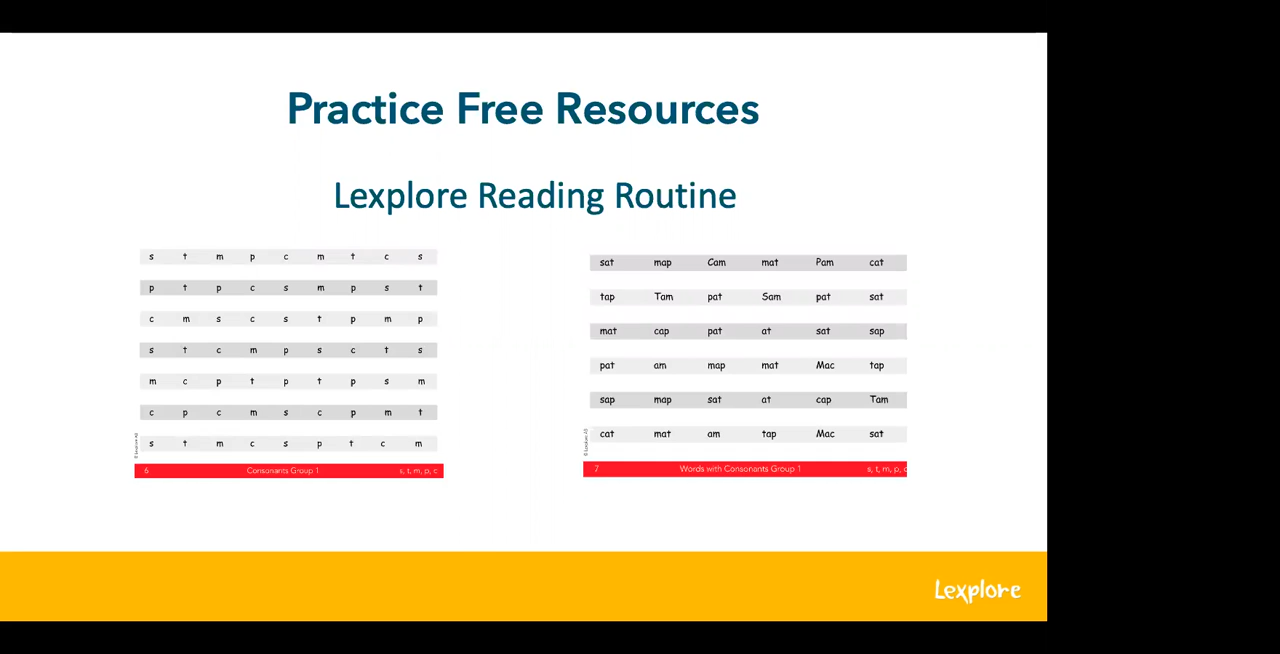 Practice Free Resources
Lexplore Reading Routine
s t m p c m t c s
p t p c s m p s t
c m s c s t p m p
s t c m p s c t s
m c p t p t p s m
c p c m s c p m t
s t m c s p t c m
6 Consonants Group 1 s, t, m, p, c
sat map Cam mat Pam cat
tap Tam pat Sam pat sat
mat cap pat at sat sap
pat am map mat Mac tap
sap map sat at cap Tam
cat mat am tap Mac sat
7 Words with Consonants Group 1 s, t, m, p, c
Lexplore